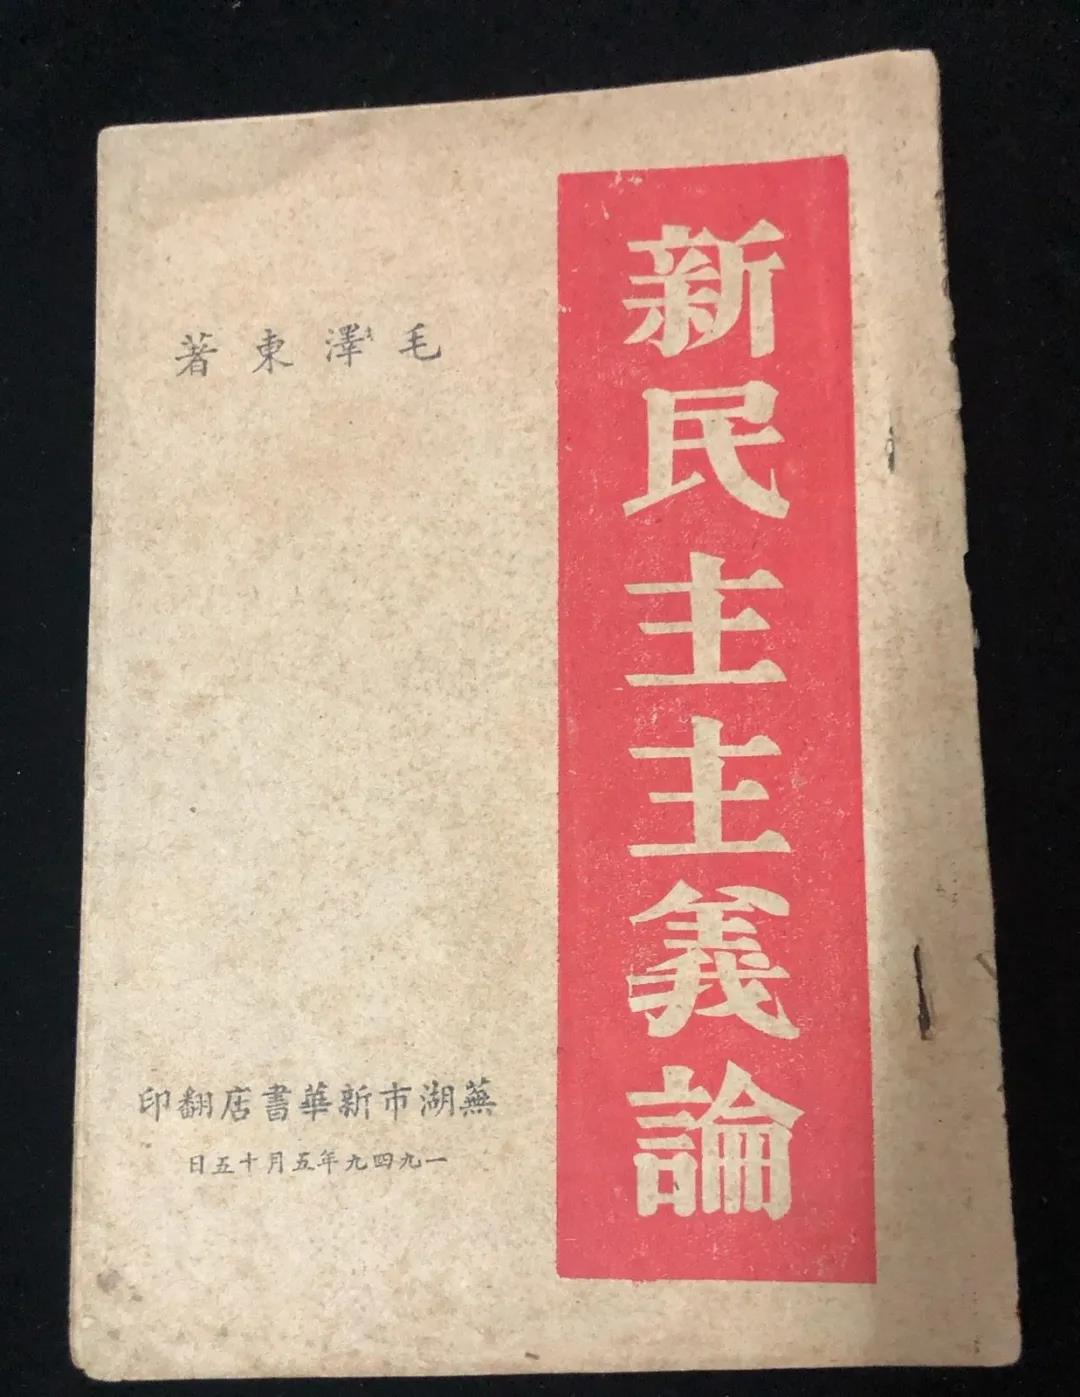 新民主主義論
毛澤東著
蕪湖市新華書店翻印
一九四九年五月十五日